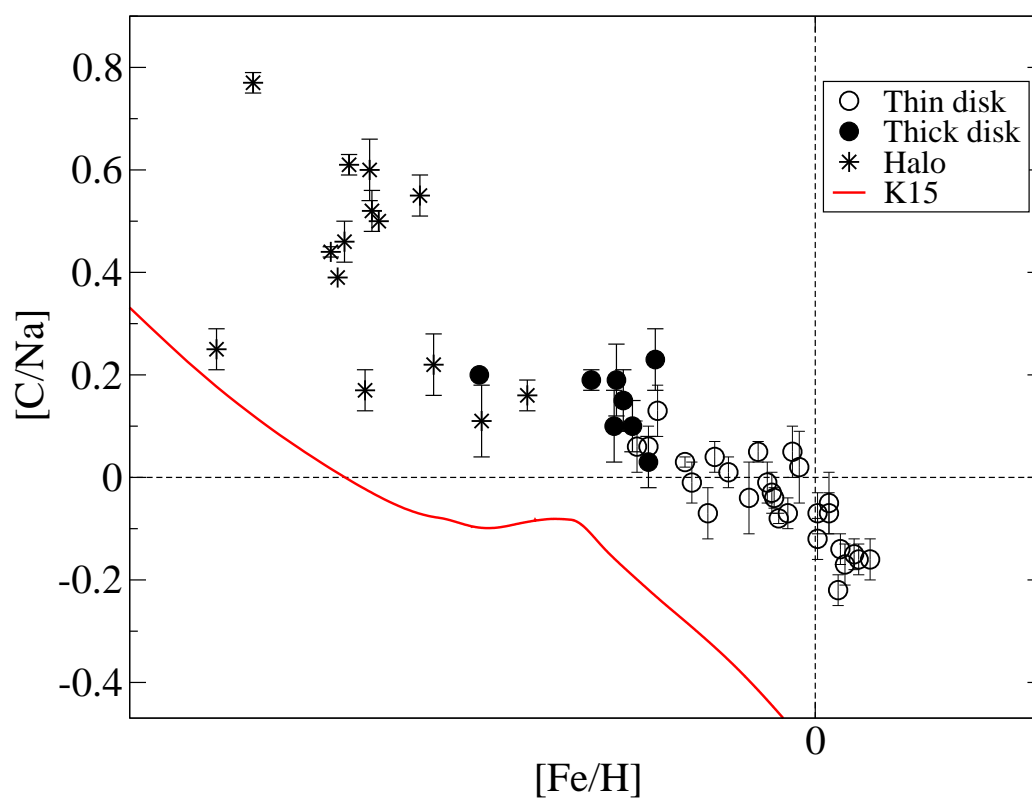 0.8
0.6
0.4
0.2
0
-0.2
-0.4
[C/Na]
Thin disk
Thick disk
Halo
K15
0
[Fe/H]